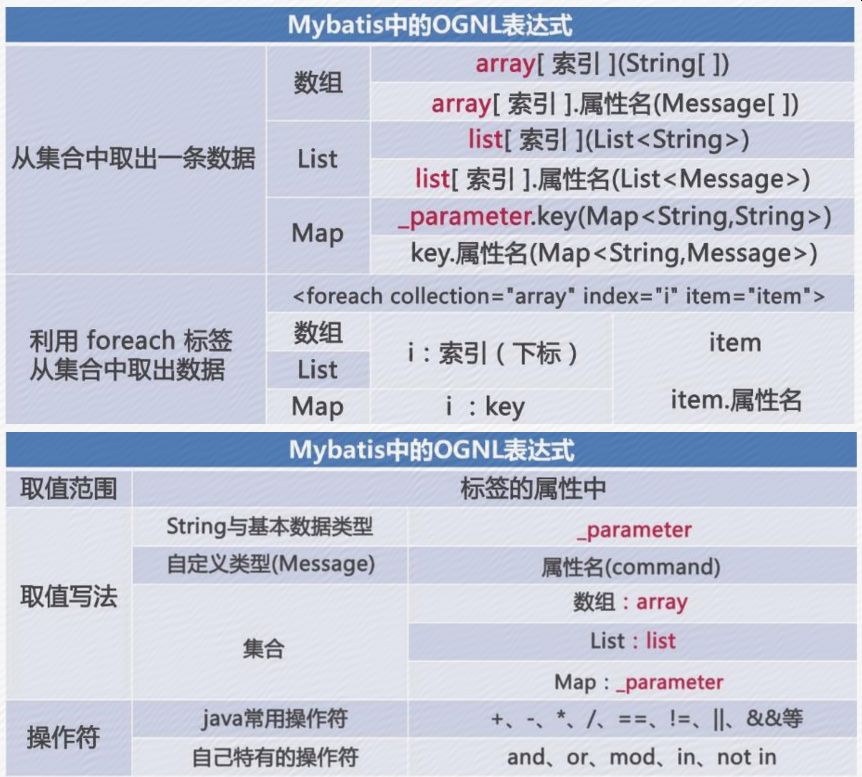 Mybatis中的OGNL表达式
从集合中取出一条数据
数组
array[ 索引 ](String[ ])
array[ 索引 ].属性名(Message[ ])
List
list[ 索引 ](List<String>)
list[ 索引 ].属性名(List<Message>)
Map
_parameter.key(Map<String,String>)
key.属性名(Map<String,Message>)
利用 foreach 标签
从集合中取出数据
<foreach collection="array" index="i" item="item">
数组
List
i：索引（下标）
Map
i ：key
item
item.属性名
Mybatis中的OGNL表达式
取值范围
标签的属性中
取值写法
String与基本数据类型
_parameter
自定义类型(Message)
属性名(command)
集合
数组：array
List：list
Map：_parameter
操作符
java常用操作符
+、-、*、/、==、!=、||、&&等
自己特有的操作符
and、or、mod、in、not in